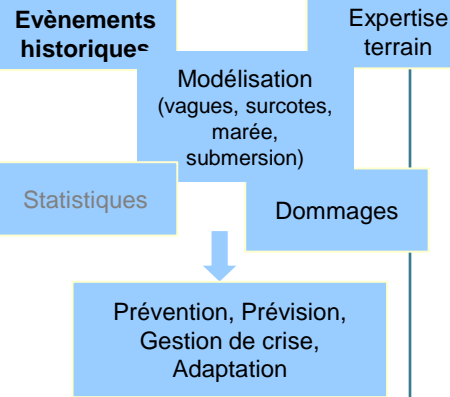 Evènements
historiques
Expertise
terrain
Modélisation
(vagues, surcotes,
marée,
submersion)
Statistiques
Dommages
Prévention, Prévision,
Gestion de crise,
Adaptation